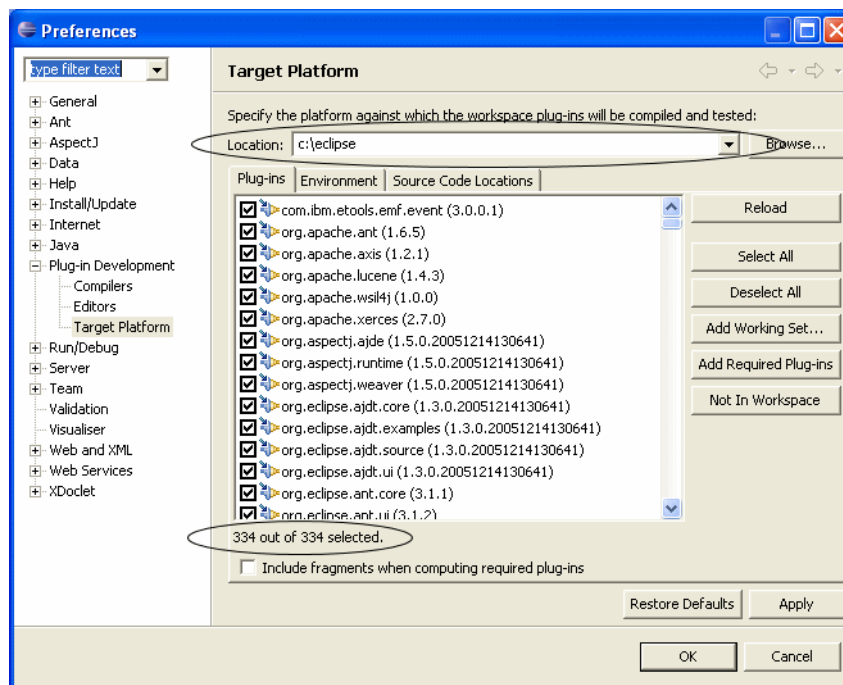 Preferences
type filter text
General
Ant
AspectJ
Data
Help
Install/Update
Internet
Java
Plug-in Development
Compilers
Editors
Target Platform
Run/Debug
Server
Team
Validation
Visualiser
Web and XML
Web Services
XDoclet
Target Platform
Specify the platform against which the workspace plug-ins will be compiled and tested:
Location: c:\eclipse Browse...
Plug-ins Environment Source Code Locations
com.ibm.etools.emf.event (3.0.0.1)
org.apache.ant (1.6.5)
org.apache.axis (1.2.1)
org.apache.lucene (1.4.3)
org.apache.wsil4j (1.0.0)
org.apache.xerces (2.7.0)
org.aspectj.ajde (1.5.0.20051214130641)
org.aspectj.runtime (1.5.0.20051214130641)
org.aspectj.weaver (1.5.0.20051214130641)
org.eclipse.ajdt.core (1.3.0.20051214130641)
org.eclipse.ajdt.examples (1.3.0.20051214130641)
org.eclipse.ajdt.source (1.3.0.20051214130641)
org.eclipse.ajdt.ui (1.3.0.20051214130641)
org.eclipse.ant.core (3.1.1)
org.eclipse.ant.ui (3.1.2)
Reload
Select All
Deselect All
Add Working Set...
Add Required Plug-ins
Not In Workspace
334 out of 334 selected.
Include fragments when computing required plug-ins
Restore Defaults Apply
OK Cancel